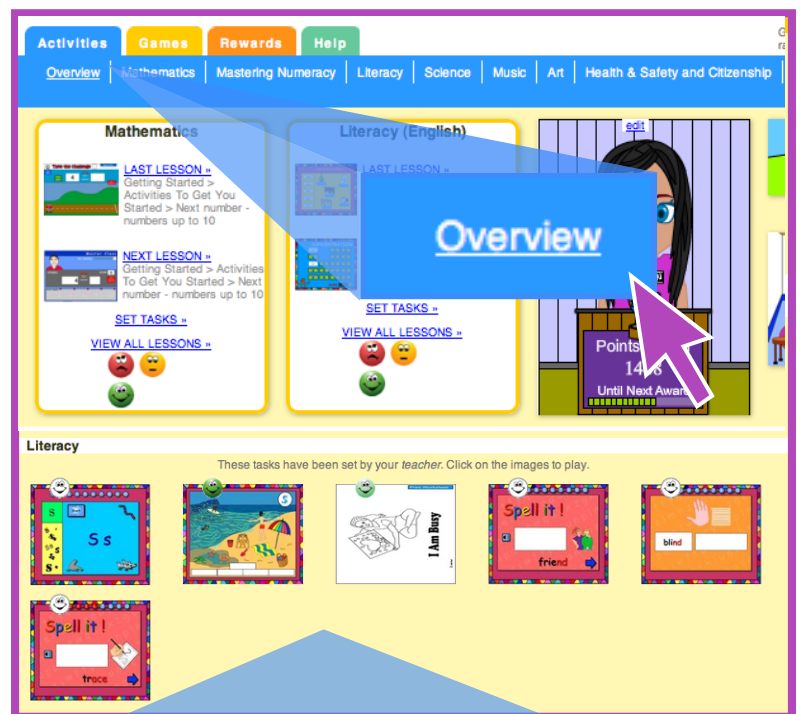 Activities Games Rewards Help
Overview Mathematics Mastering Numeracy Literacy Science Music Art Health & Safety and Citizenship
Mathematics
LAST LESSON »
Getting Started >
Activities To Get You
Started > Next number -
numbers up to 10
NEXT LESSON »
Getting Started > Activities
To Get You Started > Next
number - numbers up to 10
SET TASKS »
VIEW ALL LESSONS »
Literacy (English)
LAST LESSON »
SET TASKS »
VIEW ALL LESSONS »
Overview
edit
Points
Until Next Award
Literacy
These tasks have been set by your teacher. Click on the images to play.
S s
I Am Busy
Spell it !
friend
blind
Spell it !
trace